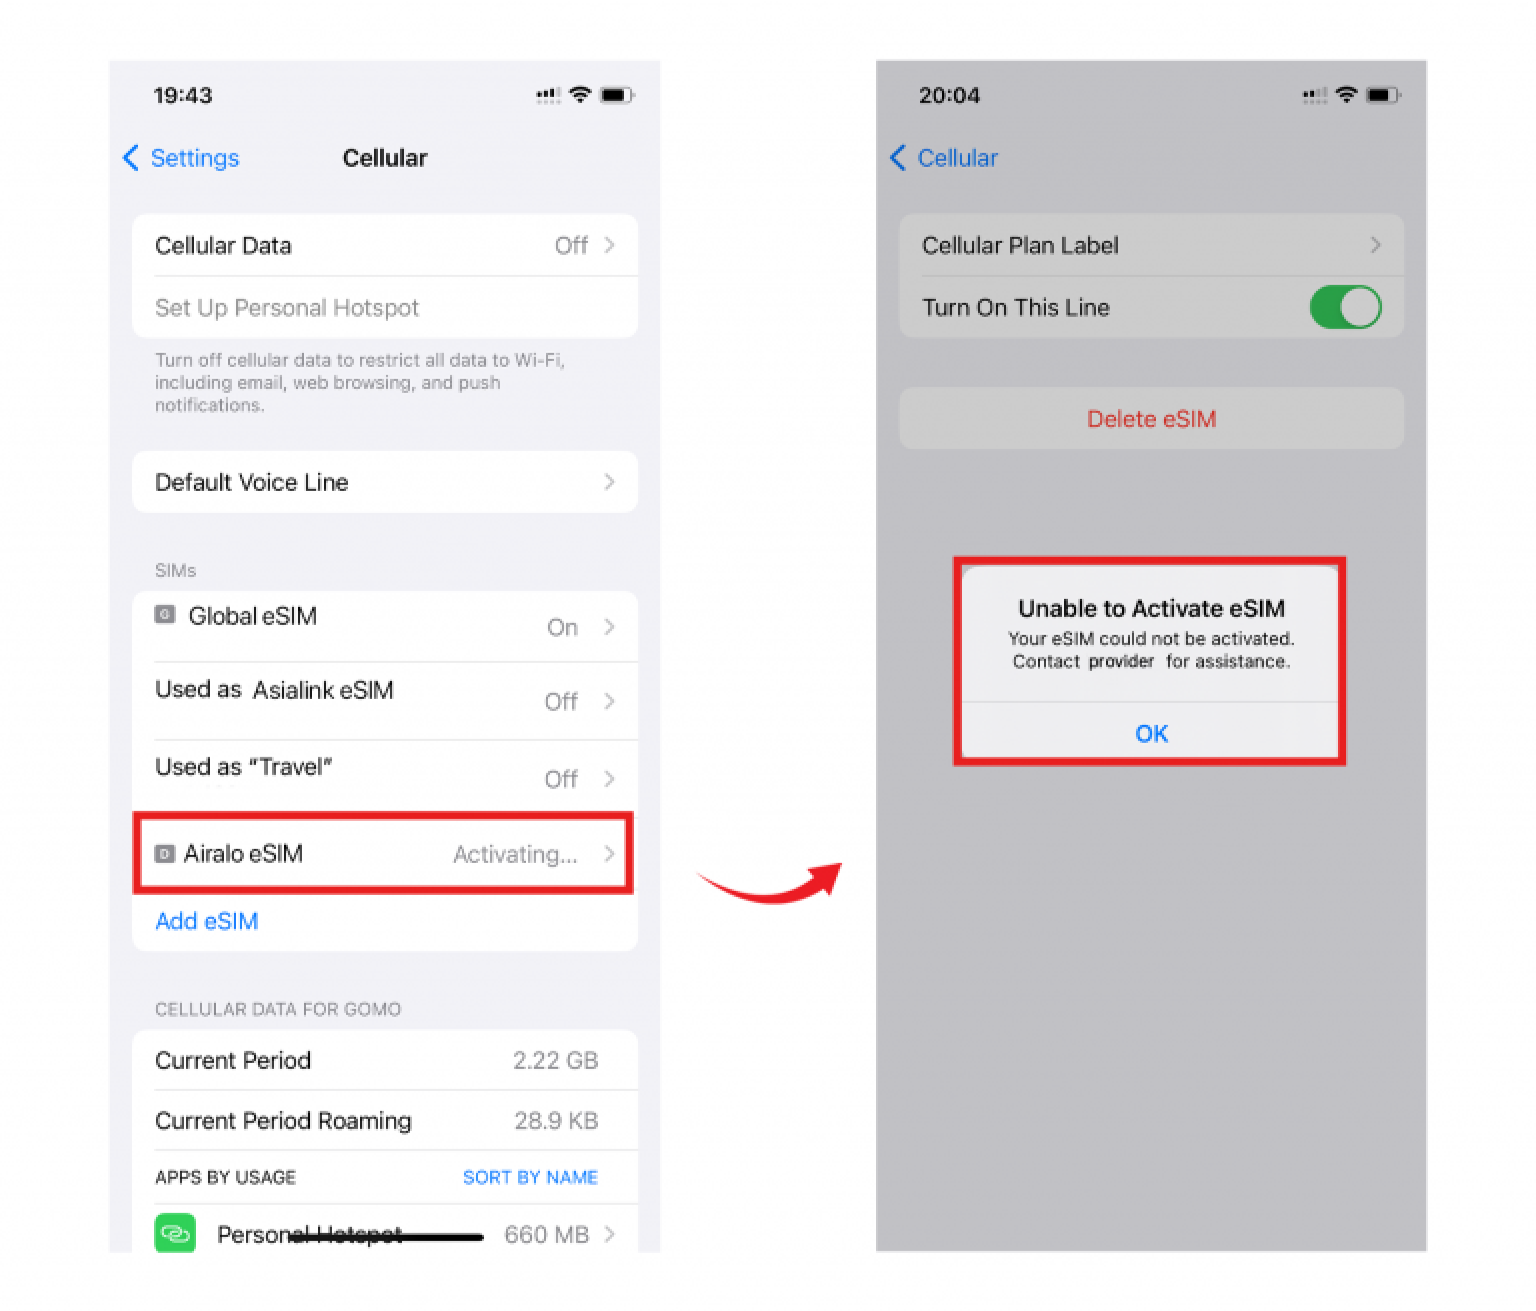 19:43
Settings
Cellular
Cellular Data
Off
Set Up Personal Hotspot
Turn off cellular data to restrict all data to Wi-Fi,
including email, web browsing, and push
notifications.
Default Voice Line
SIMs
G Global eSIM
On
Used as Asialink eSIM
Off
Used as “Travel”
Off
D Airalo eSIM
Activating...
Add eSIM
CELLULAR DATA FOR GOMO
Current Period
2.22 GB
Current Period Roaming
28.9 KB
APPS BY USAGE
SORT BY NAME
Personal Hotspot
660 MB
20:04
Cellular
Cellular Plan Label
Turn On This Line
Delete eSIM
Unable to Activate eSIM
Your eSIM could not be activated.
Contact provider for assistance.
OK